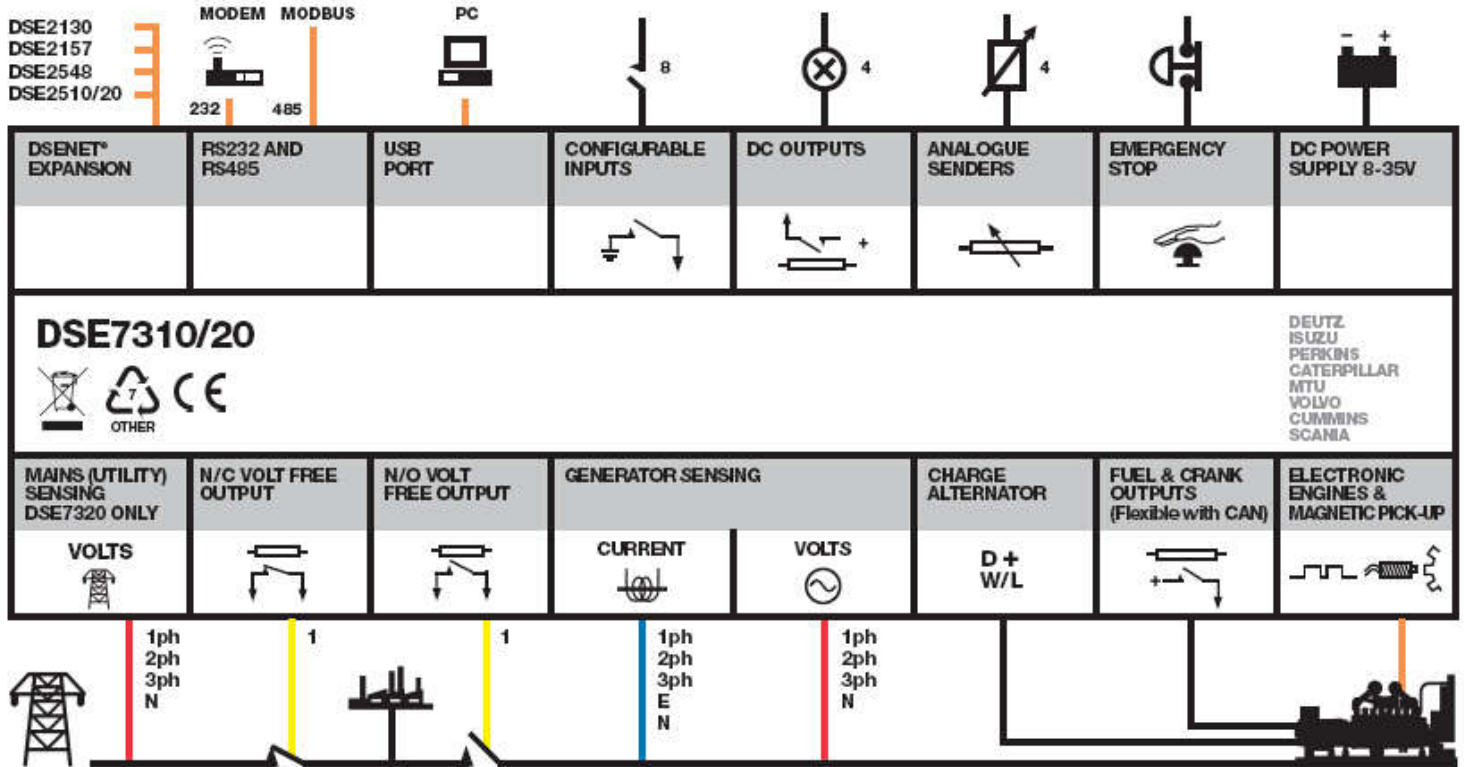 DSE2130
DSE2157
DSE2548
DSE2510/20
MODEM
MODBUS
PC
232
485
8
4
4
- +
DSENET®
EXPANSION
RS232 AND
RS485
USB
PORT
CONFIGURABLE
INPUTS
DC OUTPUTS
ANALOGUE
SENDERS
EMERGENCY
STOP
DC POWER
SUPPLY 8-35V
+
DSE7310/20
7
OTHER
CE
DEUTZ
ISUZU
PERKINS
CATERPILLAR
MTU
VOLVO
CUMMINS
SCANIA
MAINS (UTILITY)
SENSING
DSE7320 ONLY
N/C VOLT FREE
OUTPUT
N/O VOLT
FREE OUTPUT
GENERATOR SENSING
CHARGE
ALTERNATOR
FUEL & CRANK
OUTPUTS
(Flexible with CAN)
ELECTRONIC
ENGINES &
MAGNETIC PICK-UP
VOLTS
CURRENT
VOLTS
D +
W/L
+
1ph
2ph
3ph
N
1
1
1ph
2ph
3ph
E
N
1ph
2ph
3ph
N